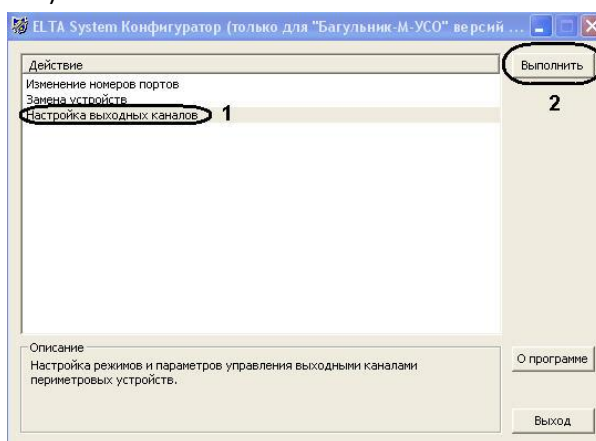 ELTA System Конфигуратор (только для "Багульник-М-УСО" версий ...
Действие
Выполнить
Изменение номеров портов
Замена устройств
Настройка выходных каналов
1
2
Описание
Настройка режимов и параметров управления выходными каналами
периметровых устройств.
О программе
Выход